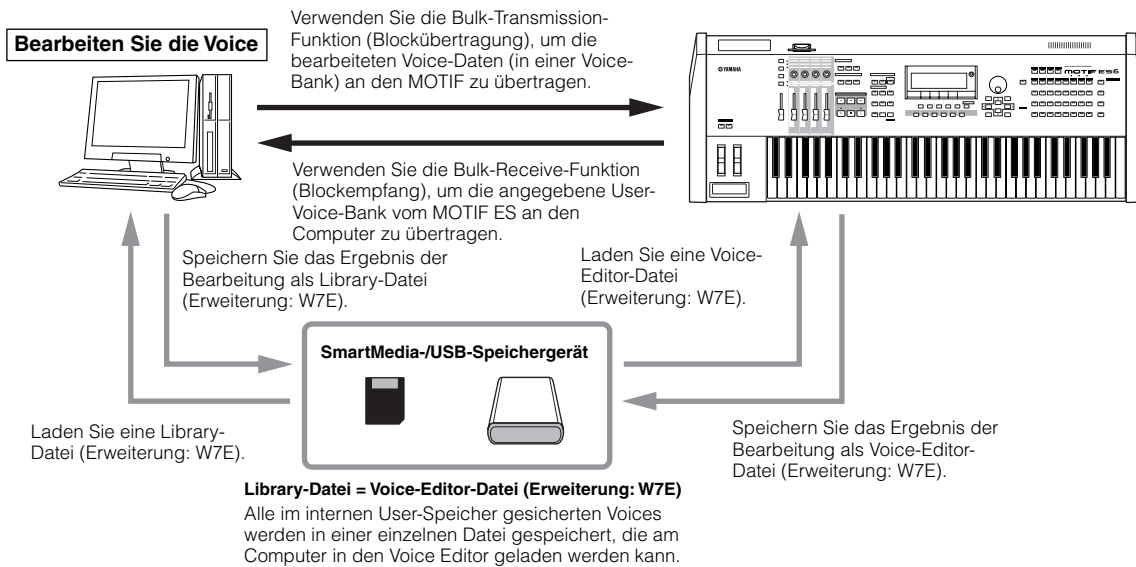 Bearbeiten Sie die Voice
Verwenden Sie die Bulk-Transmission-
Funktion (Blockübertragung), um die
bearbeiteten Voice-Daten (in einer Voice-
Bank) an den MOTIF zu übertragen.
YAMAHA
MOTIF ES6
Verwenden Sie die Bulk-Receive-Funktion
(Blockempfang), um die angegebene User-
Voice-Bank vom MOTIF ES an den
Computer zu übertragen.
Speichern Sie das Ergebnis der
Bearbeitung als Library-Datei
(Erweiterung: W7E).
Laden Sie eine Voice-
Editor-Datei
(Erweiterung: W7E).
SmartMedia-/USB-Speichergerät
Laden Sie eine Library-
Datei (Erweiterung: W7E).
Speichern Sie das Ergebnis der
Bearbeitung als Voice-Editor-
Datei (Erweiterung: W7E).
Library-Datei = Voice-Editor-Datei (Erweiterung: W7E)
Alle im internen User-Speicher gesicherten Voices
werden in einer einzelnen Datei gespeichert, die am
Computer in den Voice Editor geladen werden kann.